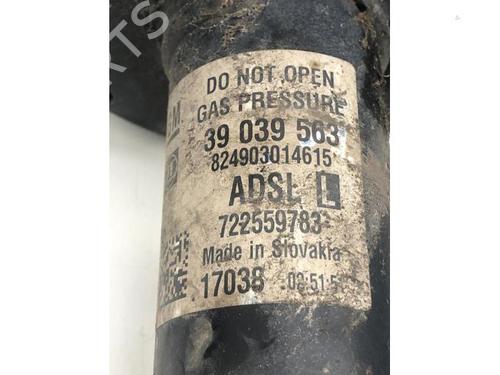 DO NOT OPEN
GAS PRESSURE
39 039 563
824903014615
ADSL L
722559783
Made in Slovakia
17038